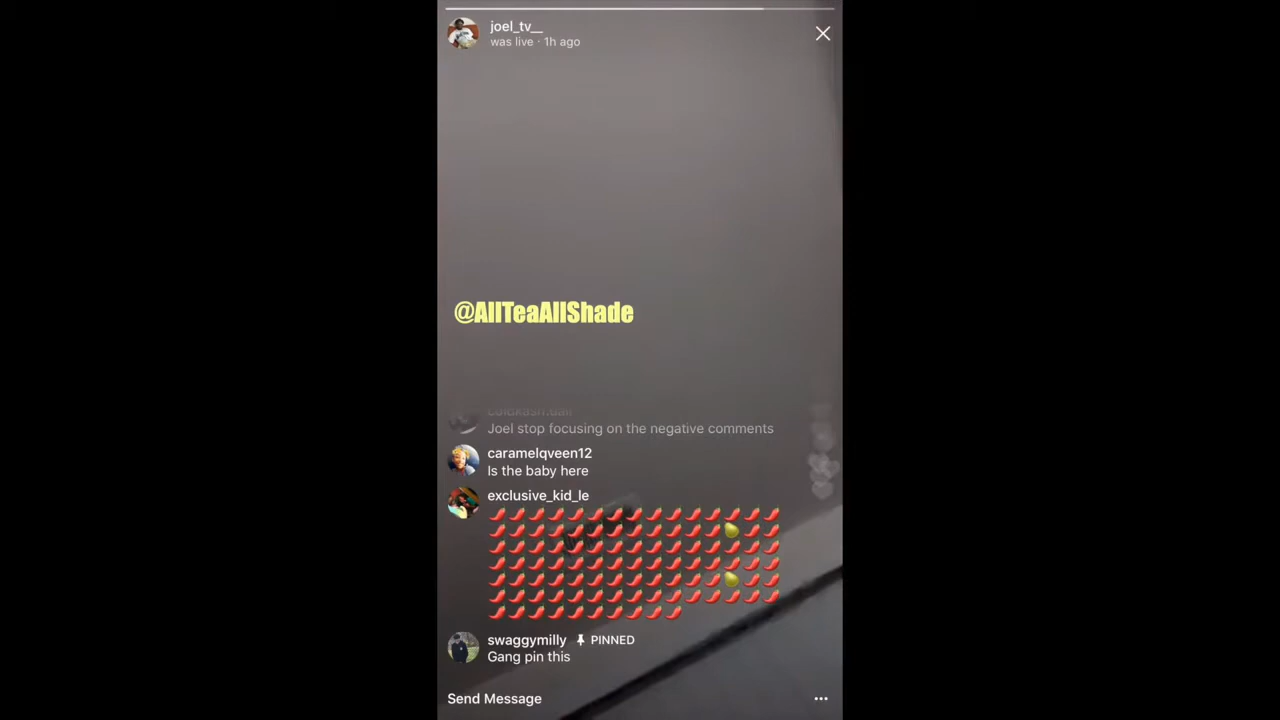 joel_tv__
was live · 1h ago
@AllTeaAllShade
Joel stop focusing on the negative comments
caramelqveen12
Is the baby here
exclusive_kid_le
swaggymilly PINNED
Gang pin this
Send Message